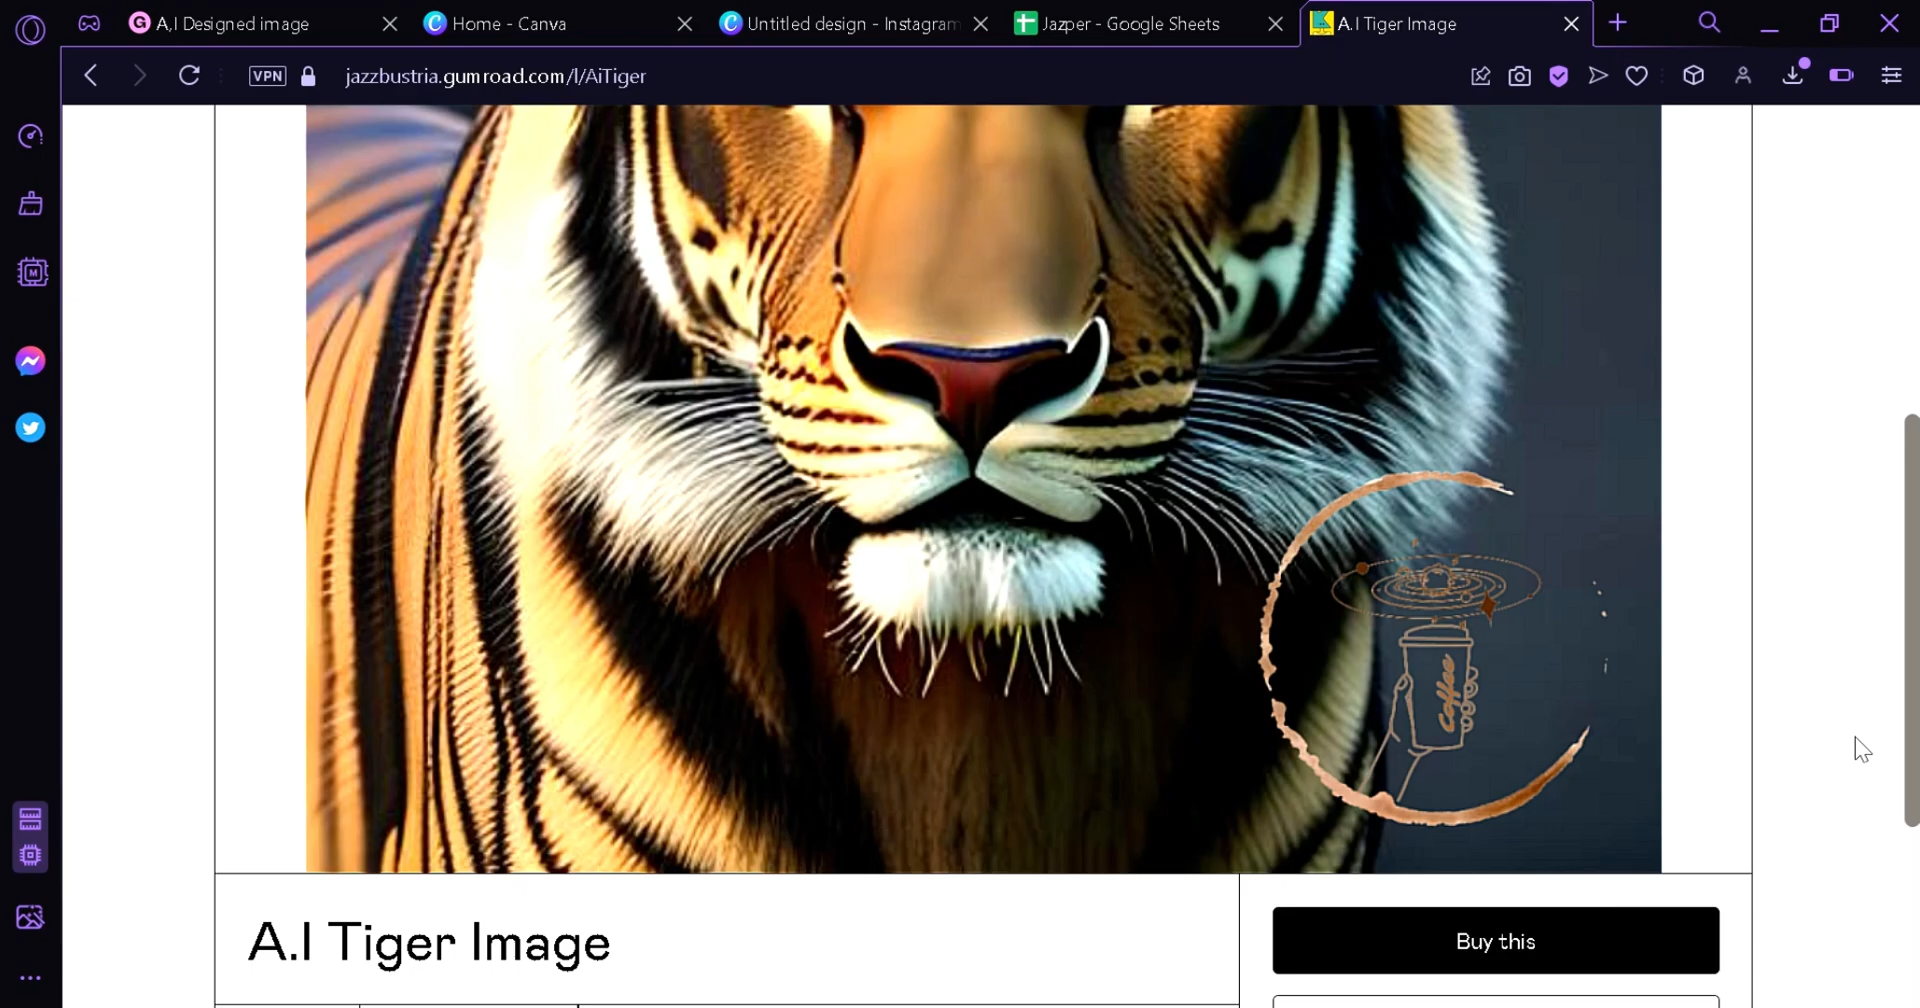 A,I Designed image
Home - Canva
Untitled design - Instagram
Jazper - Google Sheets
A.I Tiger Image
VPN
jazzbustria.gumroad.com/l/AiTiger
M
Coffee
A.I Tiger Image
Buy this